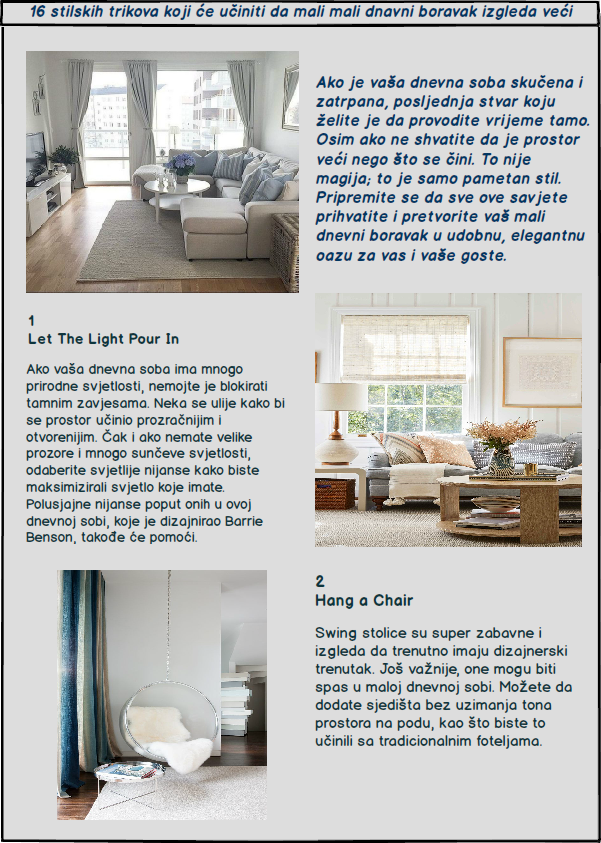 16 stilskih trikova koji će učiniti da mali mali dnavni boravak izgleda veći
Ako je vaša dnevna soba skučena i
zatrpana, posljednja stvar koju
želite je da provodite vrijeme tamo.
Osim ako ne shvatite da je prostor
veći nego što se čini. To nije
magija; to je samo pametan stil.
Pripremite se da sve ove savjete
prihvatite i pretvorite vaš mali
dnevni boravak u udobnu, elegantnu
oazu za vas i vaše goste.
1
Let The Light Pour In
Ako vaša dnevna soba ima mnogo
prirodne svjetlosti, nemojte je blokirati
tamnim zavjesama. Neka se ulije kako bi
se prostor učinio prozračnijim i
otvorenijim. Čak i ako nemate velike
prozore i mnogo sunčeve svjetlosti,
odaberite svjetlije nijanse kako biste
maksimizirali svjetlo koje imate.
Polusjajne nijanse poput onih u ovoj
dnevnoj sobi, koje je dizajnirao Barrie
Benson, takođe će pomoći.
2
Hang a Chair
Swing stolice su super zabavne i
izgleda da trenutno imaju dizajnerski
trenutak. Još važnije, one mogu biti
spas u maloj dnevnoj sobi. Možete da
dodate sjedišta bez uzimanja tona
prostora na podu, kao što biste to
učinili sa tradicionalnim foteljama.